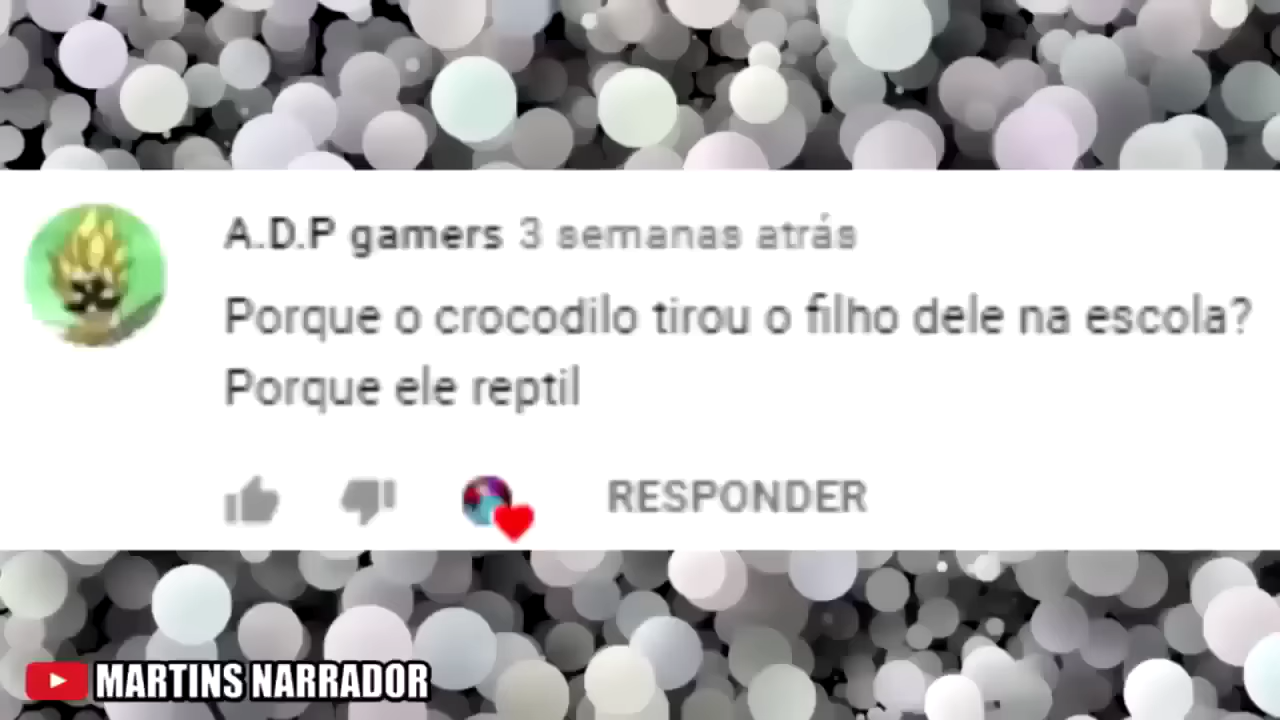 A.D.P gamers 3 semanas atrás
Porque o crocodilo tirou o filho dele na escola?
Porque ele reptil
RESPONDER
MARTINS NARRADOR